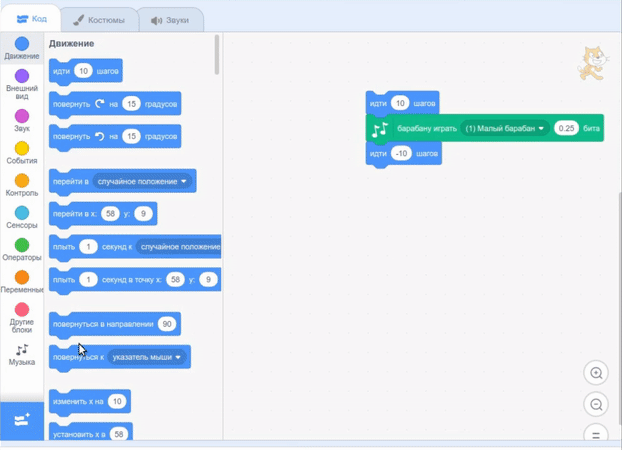 Код
Костюмы
Звуки
Движение
Внешний
вид
Звук
События
Контроль
Сенсоры
Операторы
Переменные
Другие
блоки
Музыка
Движение
идти 10 шагов
повернуть на 15 градусов
повернуть на 15 градусов
перейти в случайное положение
перейти в x: 58 y: 9
плыть 1 секунд к случайное положение
плыть 1 секунд в точку x: 58 y: 9
повернуться в направлении 90
повернуться к указатель мыши
изменить x на 10
установить x в 58
идти 10 шагов
барабану играть (1) Малый барабан 0.25 бита
идти -10 шагов